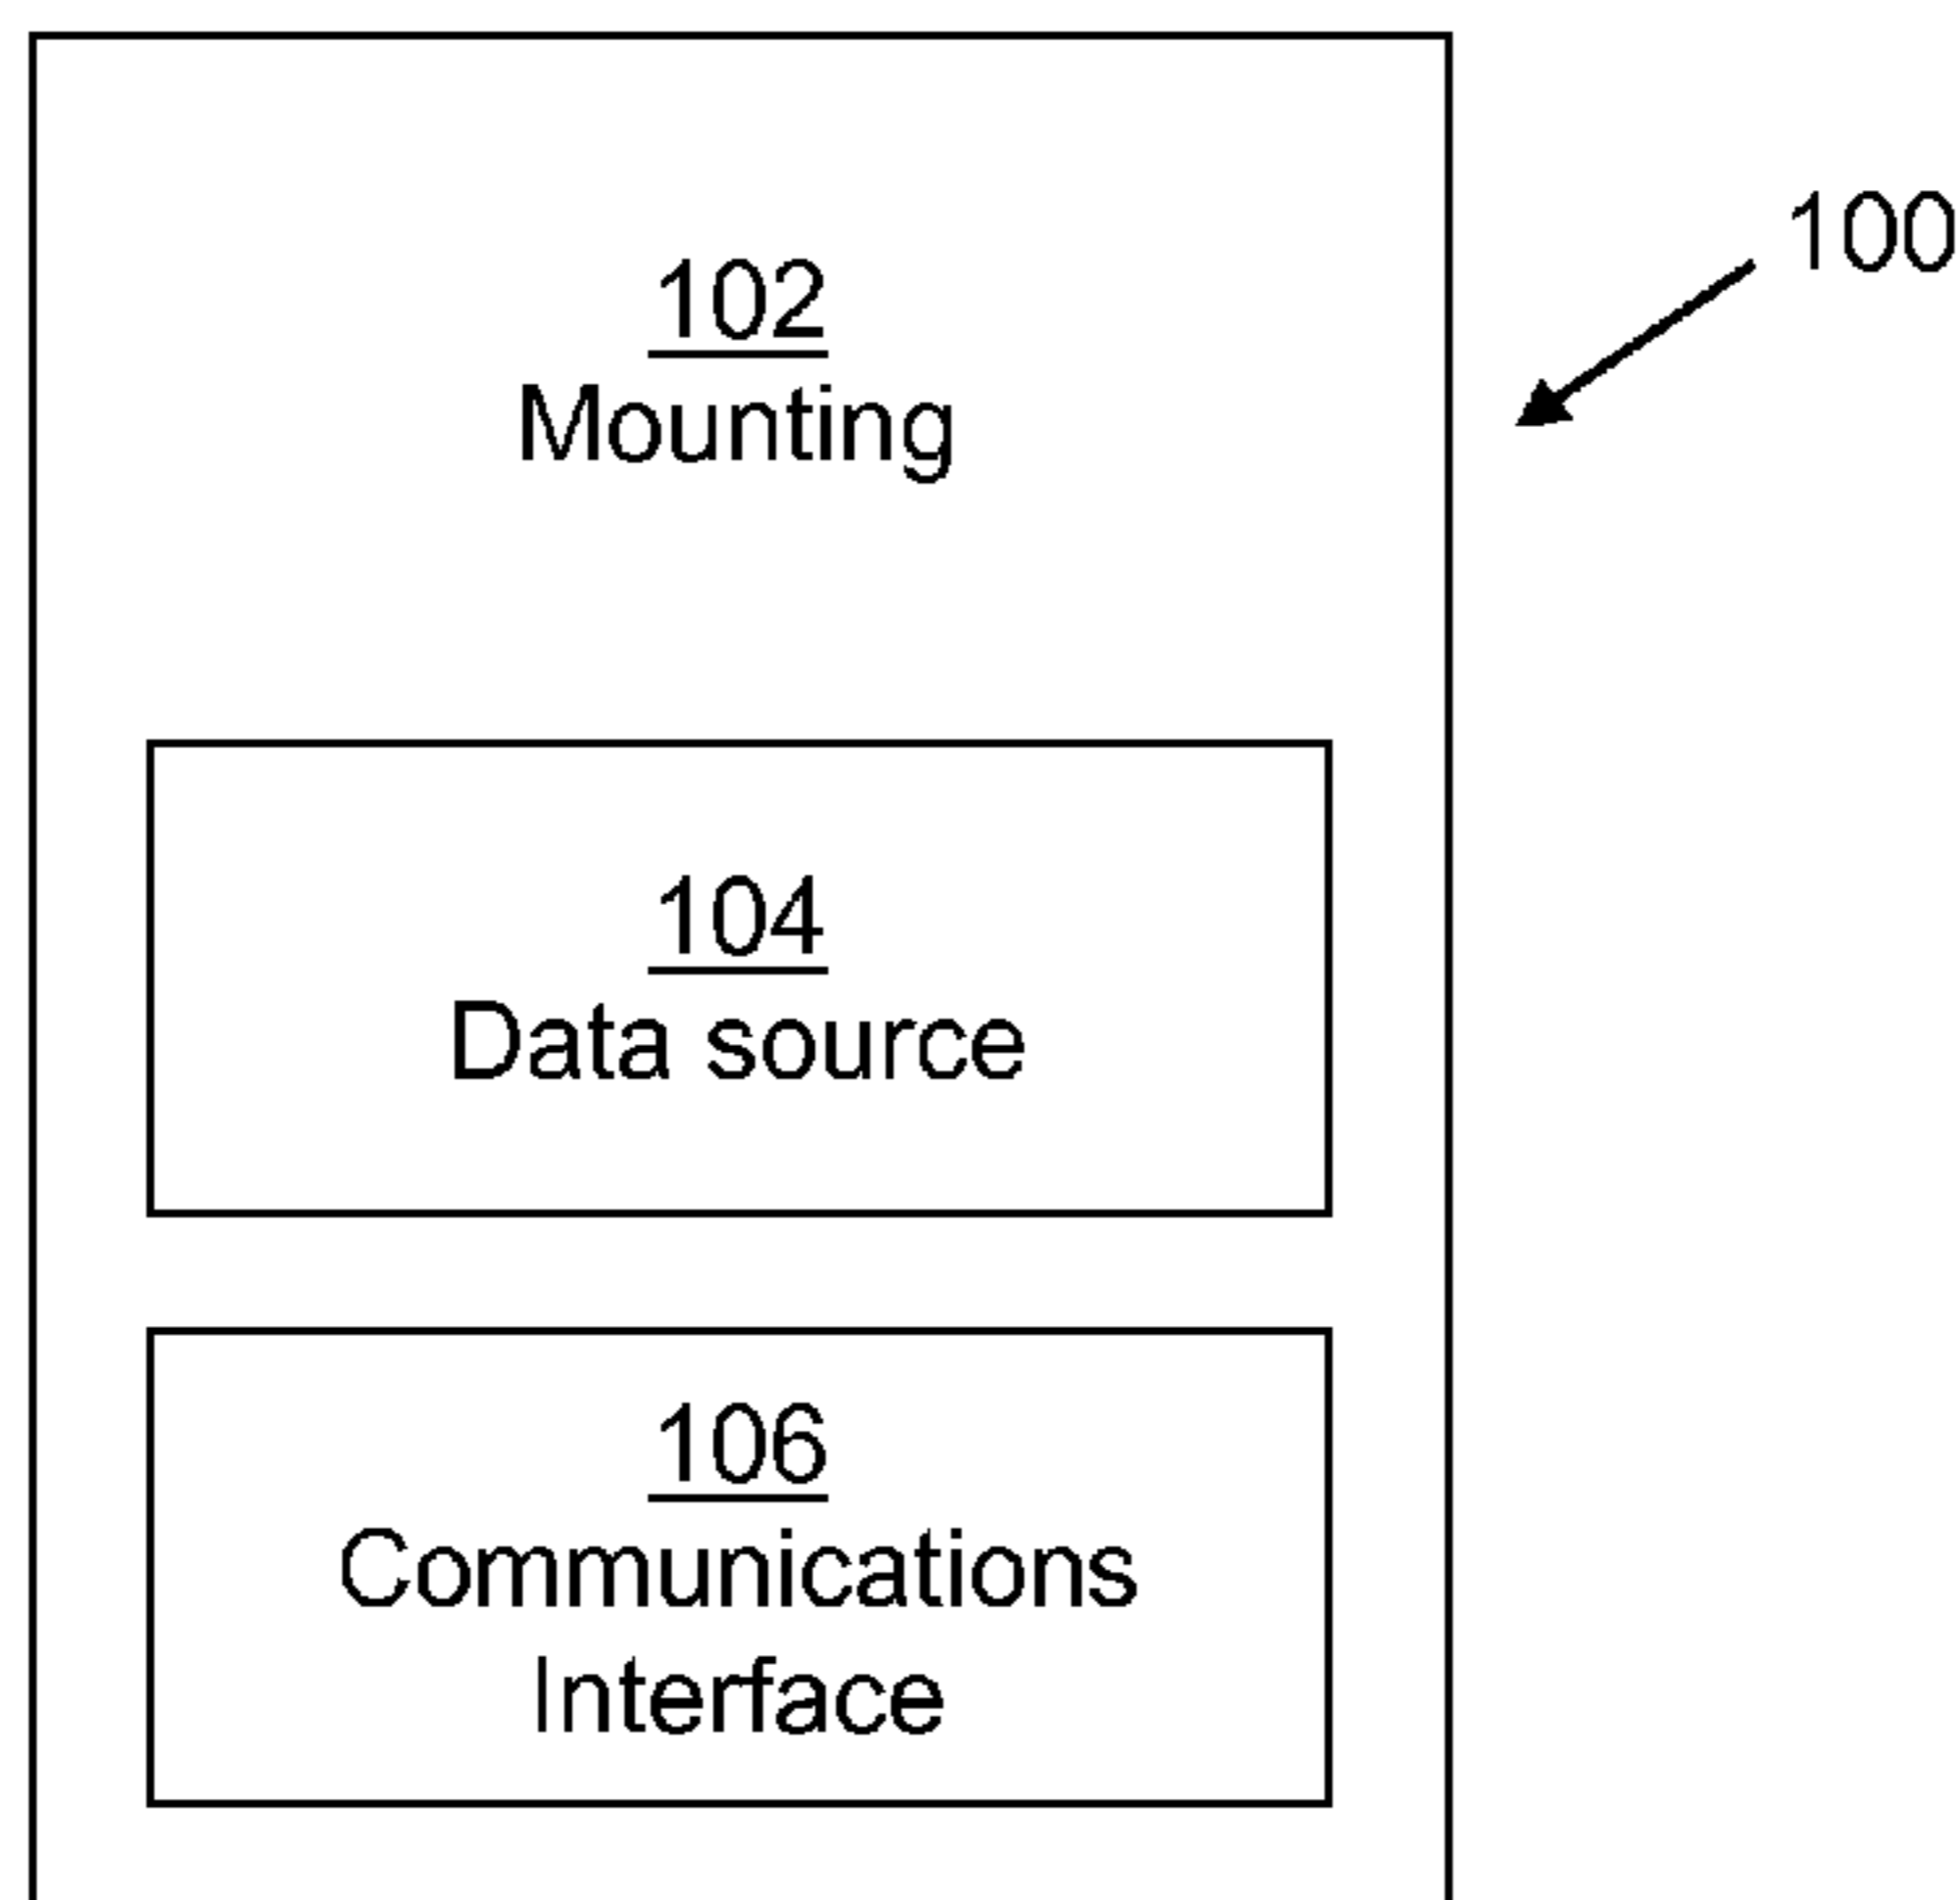 100
102
Mounting
104
Data source
106
Communications
Interface